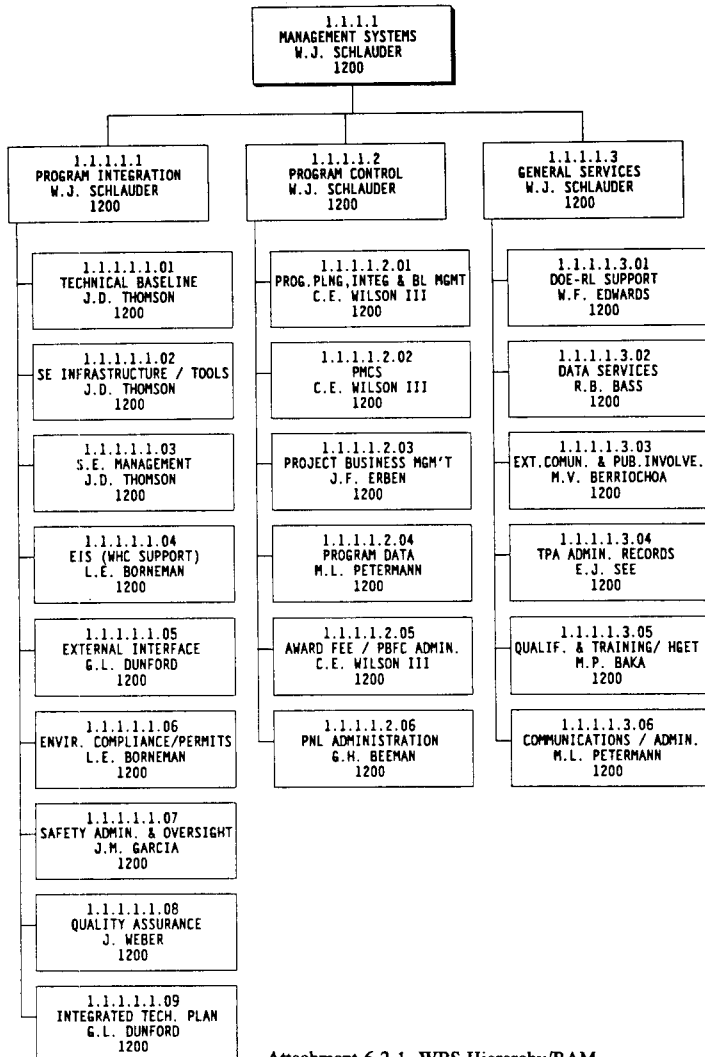 1.1.1.1
MANAGEMENT SYSTEMS
W.J. SCHLAUDER
1200
1.1.1.1.1
PROGRAM INTEGRATION
W.J. SCHLAUDER
1200
1.1.1.1.2
PROGRAM CONTROL
W.J. SCHLAUDER
1200
1.1.1.1.3
GENERAL SERVICES
W.J. SCHLAUDER
1200
1.1.1.1.1.01
TECHNICAL BASELINE
J.D. THOMSON
1200
1.1.1.1.1.02
SE INFRASTRUCTURE / TOOLS
J.D. THOMSON
1200
1.1.1.1.1.03
S.E. MANAGEMENT
J.D. THOMSON
1200
1.1.1.1.1.04
EIS (WHC SUPPORT)
L.E. BORNEMAN
1200
1.1.1.1.1.05
EXTERNAL INTERFACE
G.L. DUNFORD
1200
1.1.1.1.1.06
ENVIR. COMPLIANCE/PERMITS
L.E. BORNEMAN
1200
1.1.1.1.1.07
SAFETY ADMIN. & OVERSIGHT
J.M. GARCIA
1200
1.1.1.1.1.08
QUALITY ASSURANCE
J. WEBER
1200
1.1.1.1.1.09
INTEGRATED TECH. PLAN
G.L. DUNFORD
1200
1.1.1.1.2.01
PROG.PLNG,INTEG & BL MGMT
C.E. WILSON III
1200
1.1.1.1.2.02
PMCS
C.E. WILSON III
1200
1.1.1.1.2.03
PROJECT BUSINESS MGM'T
J.F. ERBEN
1200
1.1.1.1.2.04
PROGRAM DATA
M.L. PETERMANN
1200
1.1.1.1.2.05
AWARD FEE / PBFC ADMIN.
C.E. WILSON III
1200
1.1.1.1.2.06
PNL ADMINISTRATION
G.H. BEEMAN
1200
1.1.1.1.3.01
DOE-RL SUPPORT
W.F. EDWARDS
1200
1.1.1.1.3.02
DATA SERVICES
R.B. BASS
1200
1.1.1.1.3.03
EXT.COMUN. & PUB.INVOLVE.
M.V. BERRIOCHOA
1200
1.1.1.1.3.04
TPA ADMIN. RECORDS
E.J. SEE
1200
1.1.1.1.3.05
QUALIF. & TRAINING/ HGET
M.P. BAKA
1200
1.1.1.1.3.06
COMMUNICATIONS / ADMIN.
M.L. PETERMANN
1200
Attachment 6.2-1. WBS Hierarchy/RAM